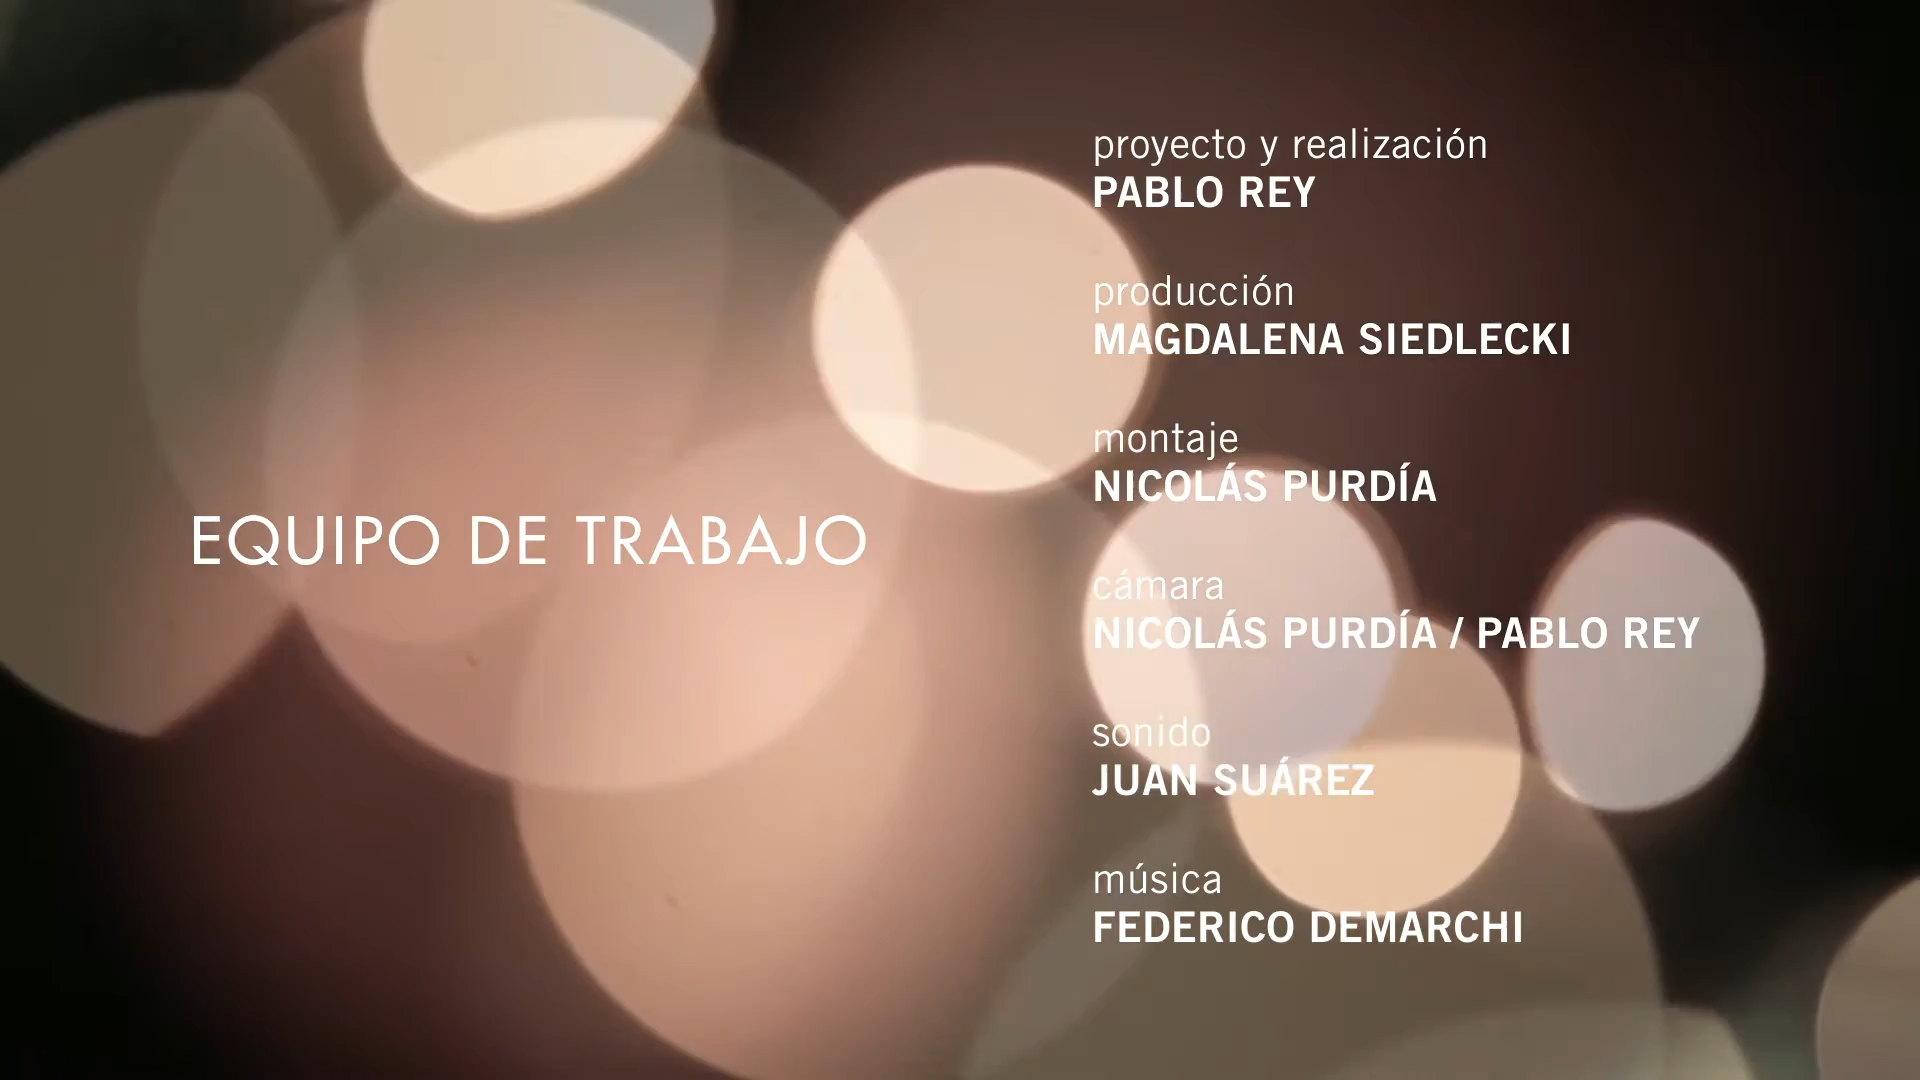 EQUIPO DE TRABAJO
proyecto y realización
PABLO REY
producción
MAGDALENA SIEDLECKI
montaje
NICOLÁS PURDÍA
cámara
NICOLÁS PURDÍA / PABLO REY
sonido
JUAN SUÁREZ
música
FEDERICO DEMARCHI